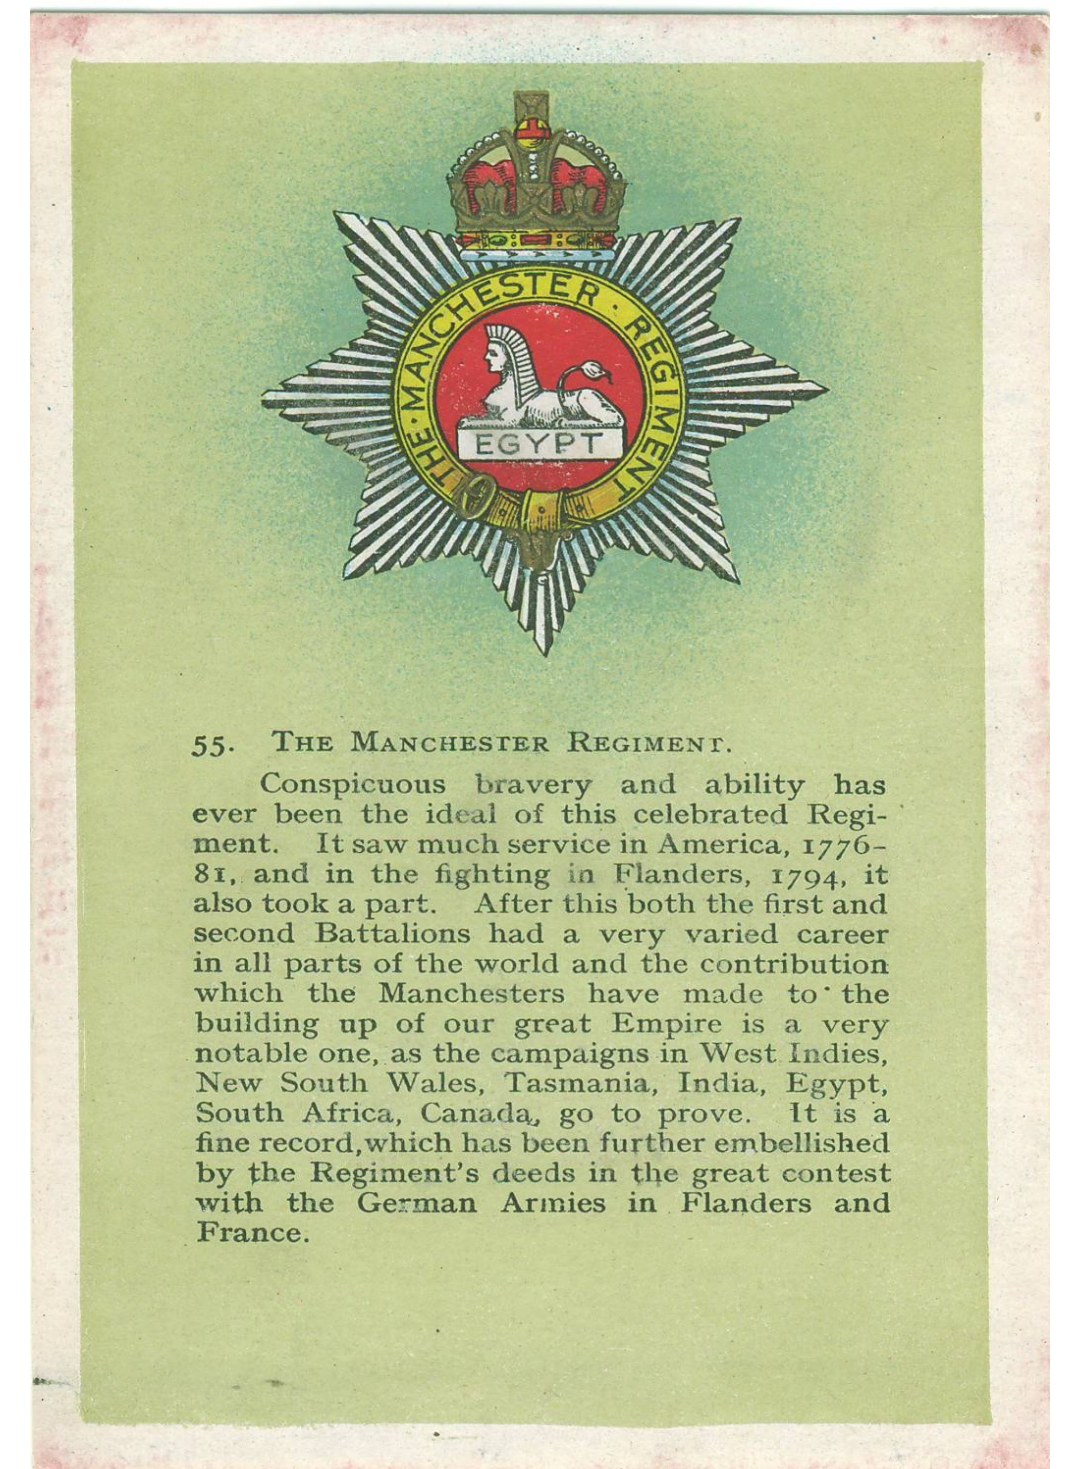 THE · MANCHESTER · REGIMENT
EGYPT
55. THE MANCHESTER REGIMENT.
Conspicuous bravery and ability has
ever been the ideal of this celebrated Regi-
ment. It saw much service in America, 1776-
81, and in the fighting in Flanders, 1794, it
also took a part. After this both the first and
second Battalions had a very varied career
in all parts of the world and the contribution
which the Manchesters have made to the
building up of our great Empire is a very
notable one, as the campaigns in West Indies,
New South Wales, Tasmania, India, Egypt,
South Africa, Canada, go to prove. It is a
fine record, which has been further embellished
by the Regiment's deeds in the great contest
with the German Armies in Flanders and
France.